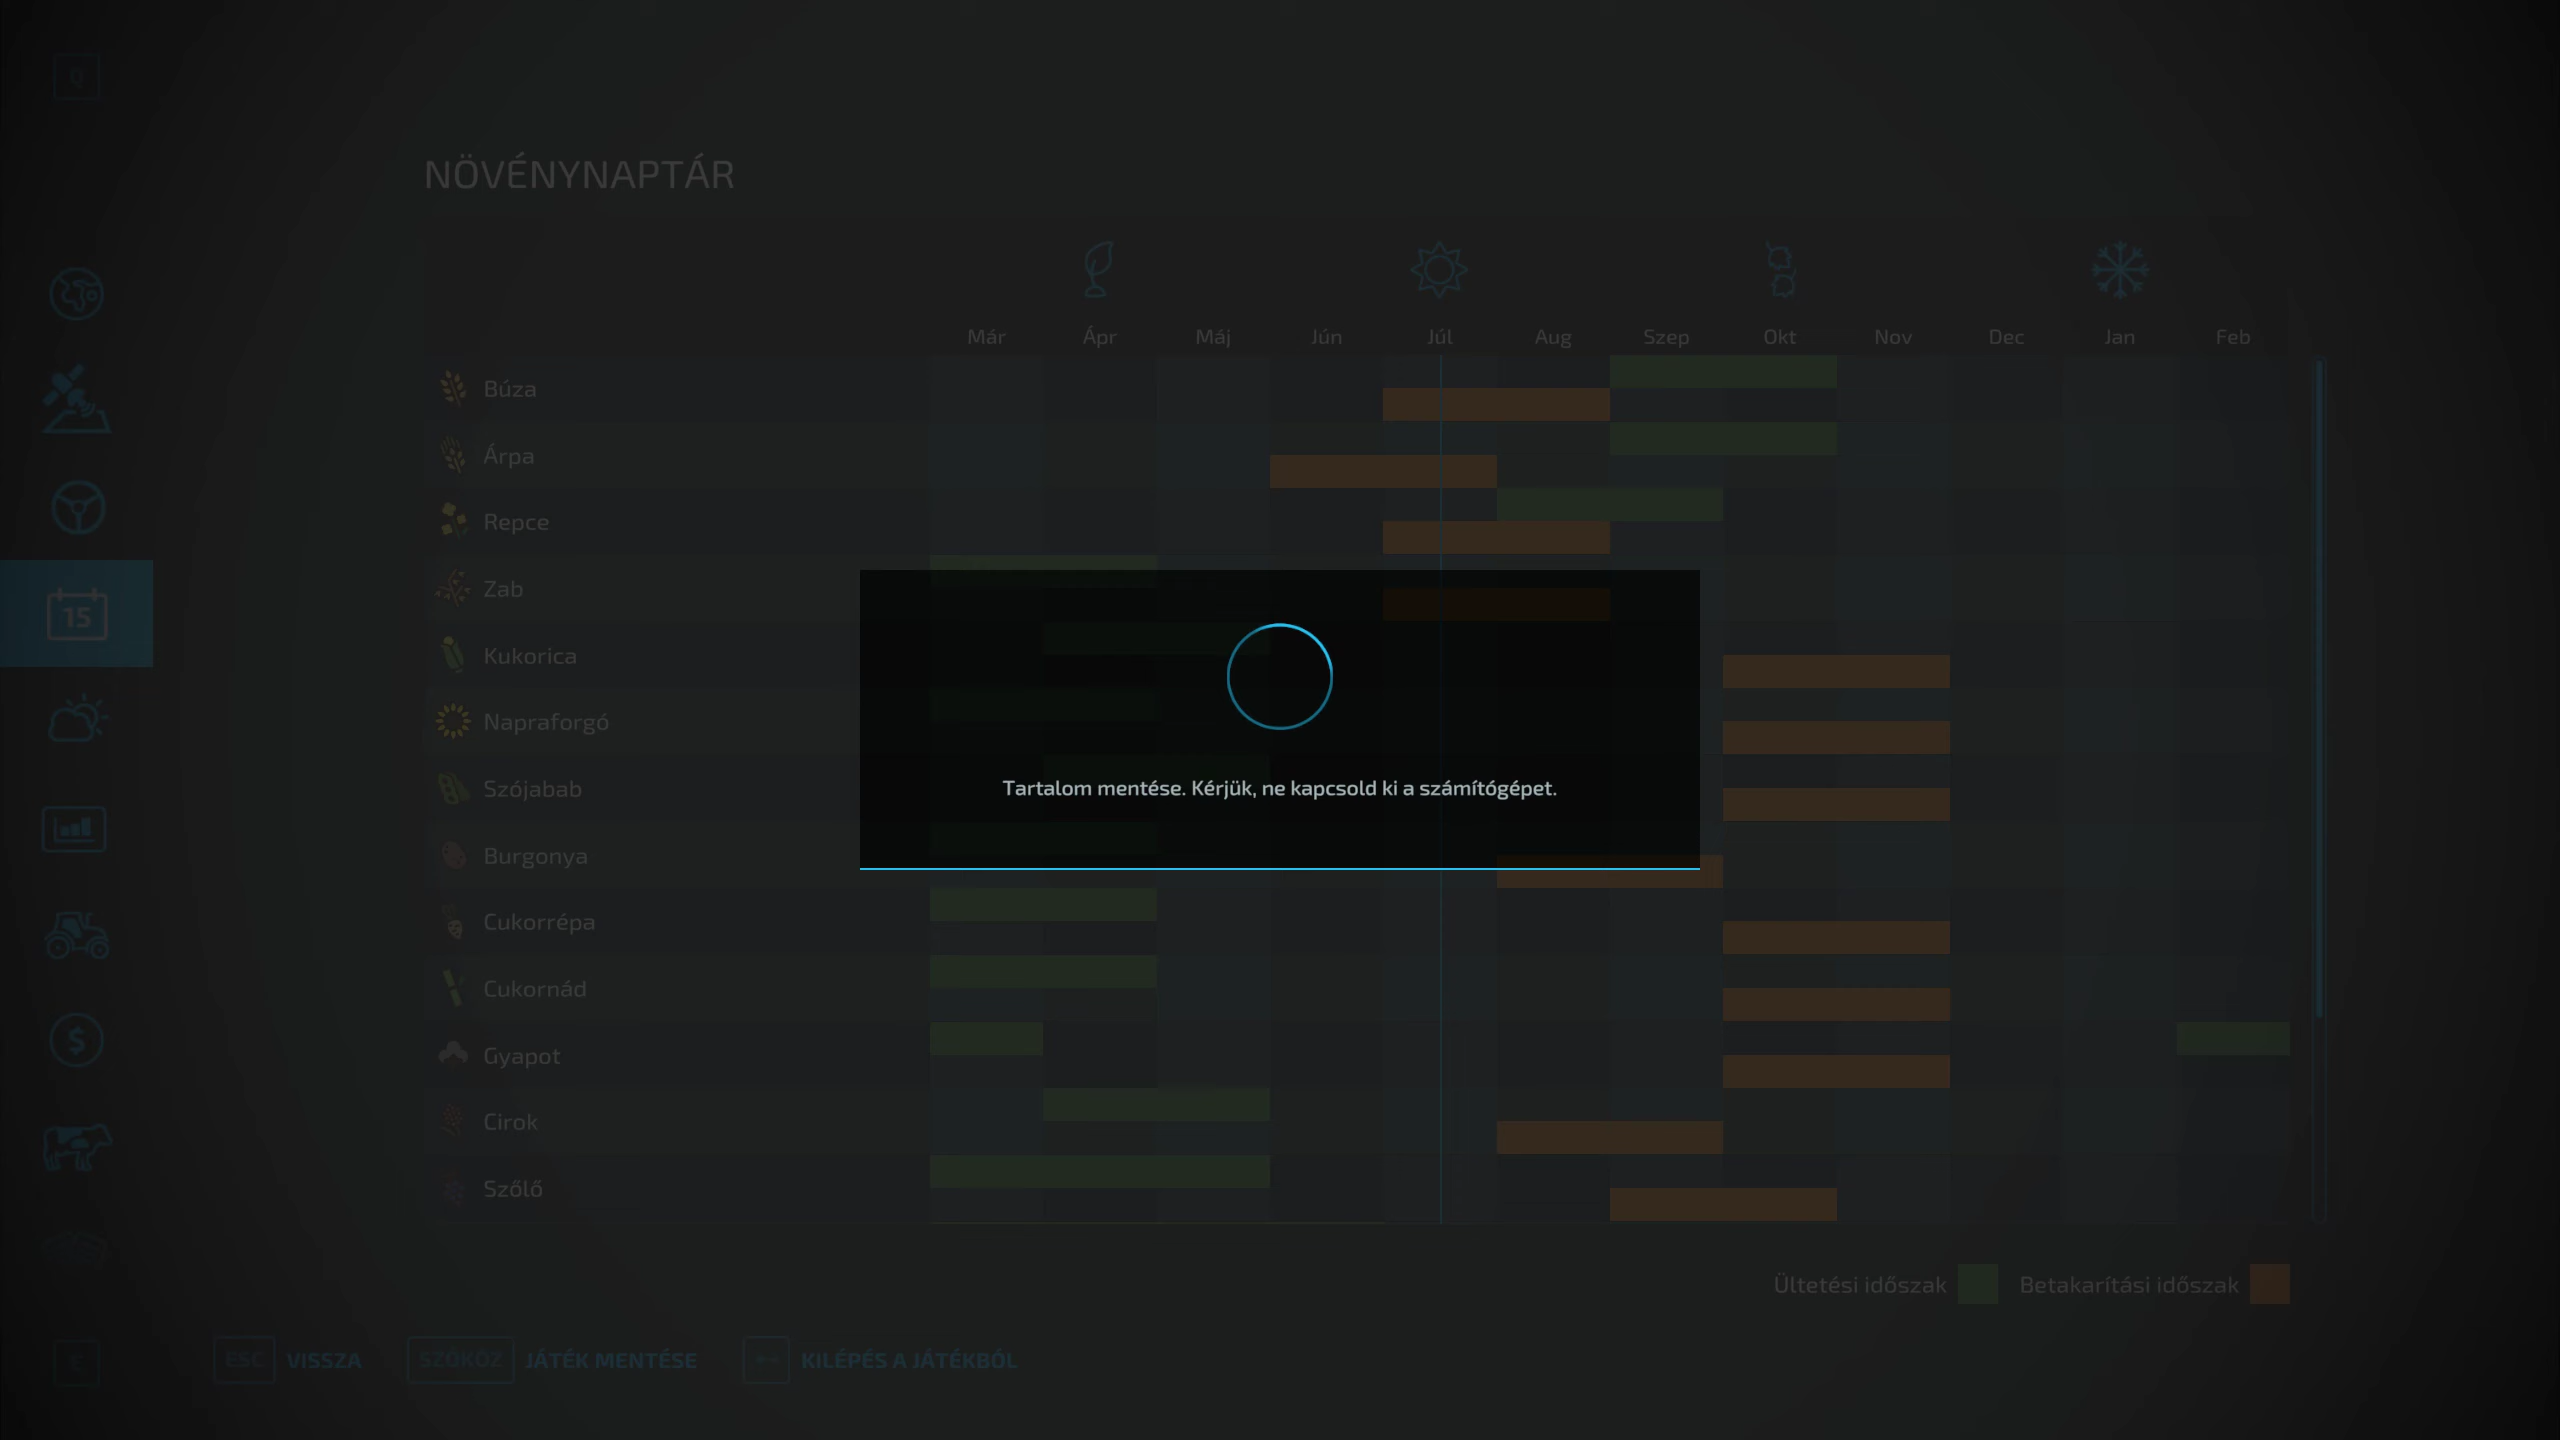 Q
NÖVÉNYNAPTÁR
Már Ápr Máj Jún Júl Aug Szep Okt Nov Dec Jan Feb
Búza
Árpa
Repce
Zab
15
Kukorica
Napraforgó
Szójabab
Tartalom mentése. Kérjük, ne kapcsold ki a számítógépet.
Burgonya
Cukorrépa
Cukornád
$
Gyapot
Cirok
Szőlő
Ültetési időszak Betakarítási időszak
E ESC VISSZA SZÓKÖZ JÁTÉK MENTÉSE KILÉPÉS A JÁTÉKBÓL